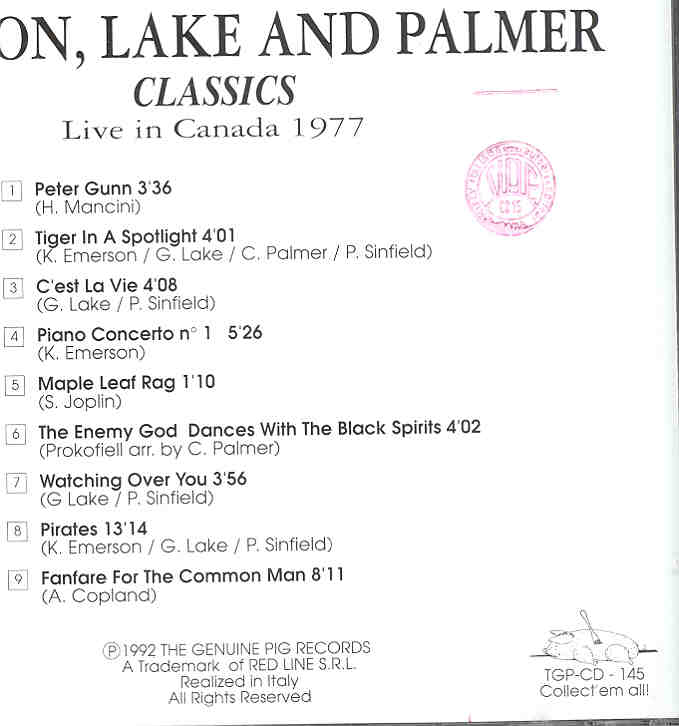 ON, LAKE AND PALMER
CLASSICS
Live in Canada 1977
1 Peter Gunn 3'36
(H. Mancini)
2 Tiger In A Spotlight 4'01
(K. Emerson / G. Lake / C. Palmer / P. Sinfield)
3 C'est La Vie 4'08
(G. Lake / P. Sinfield)
4 Piano Concerto n° 1 5'26
(K. Emerson)
5 Maple Leaf Rag 1'10
(S. Joplin)
6 The Enemy God Dances With The Black Spirits 4'02
(Prokofiell arr. by C. Palmer)
7 Watching Over You 3'56
(G Lake / P. Sinfield)
8 Pirates 13'14
(K. Emerson / G. Lake / P. Sinfield)
9 Fanfare For The Common Man 8'11
(A. Copland)
Ⓟ1992 THE GENUINE PIG RECORDS
A Trademark of RED LINE S.R.L.
Realized in Italy
All Rights Reserved
TGP-CD - 145
Collect'em all!